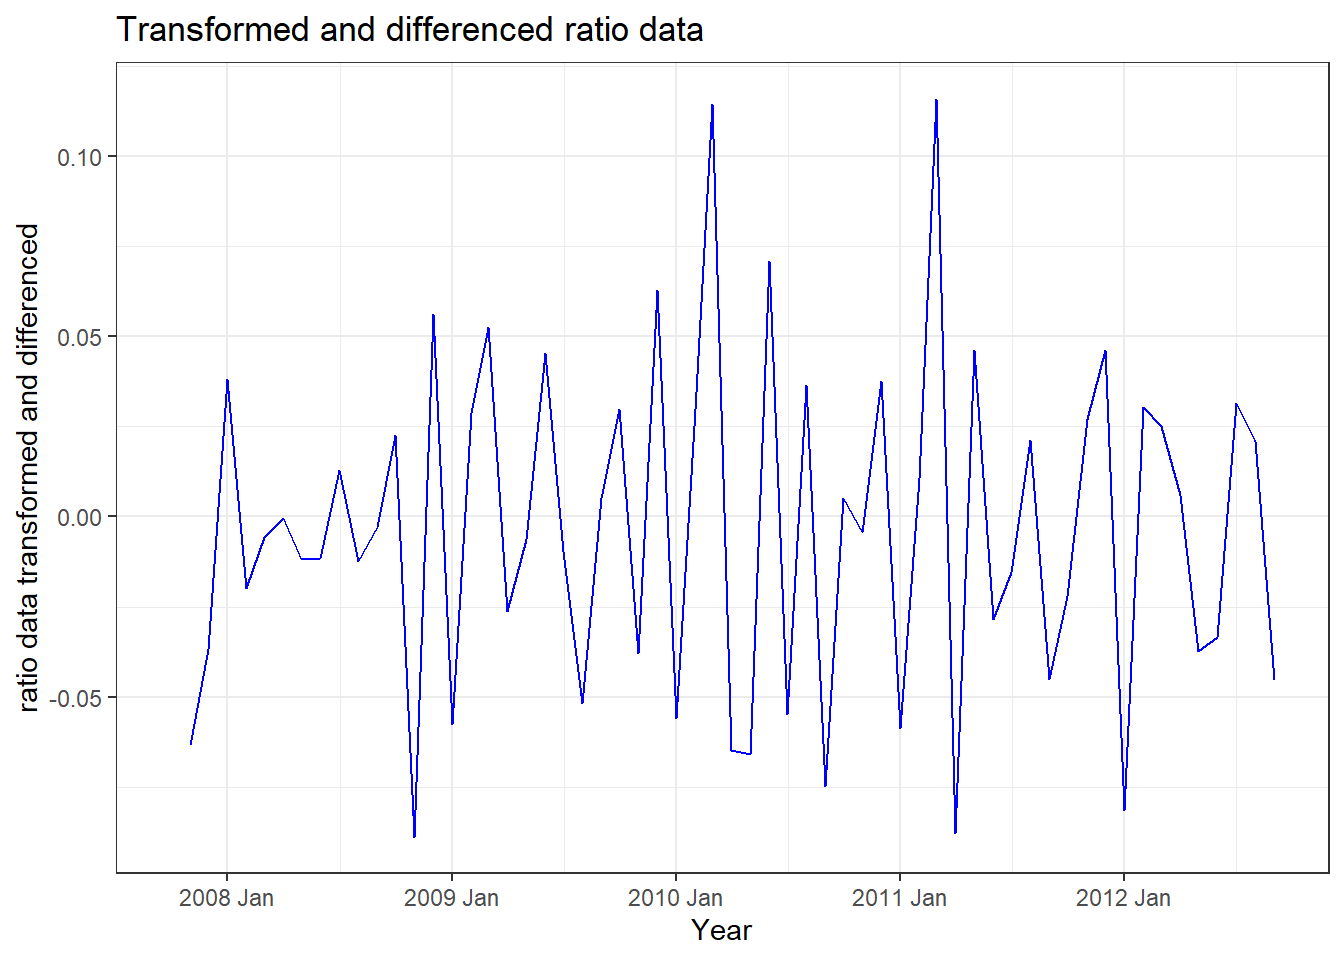 Transformed and differenced ratio data
ratio data transformed and differenced
0.10
0.05
0.00
-0.05
2008 Jan
2009 Jan
2010 Jan
2011 Jan
2012 Jan
Year